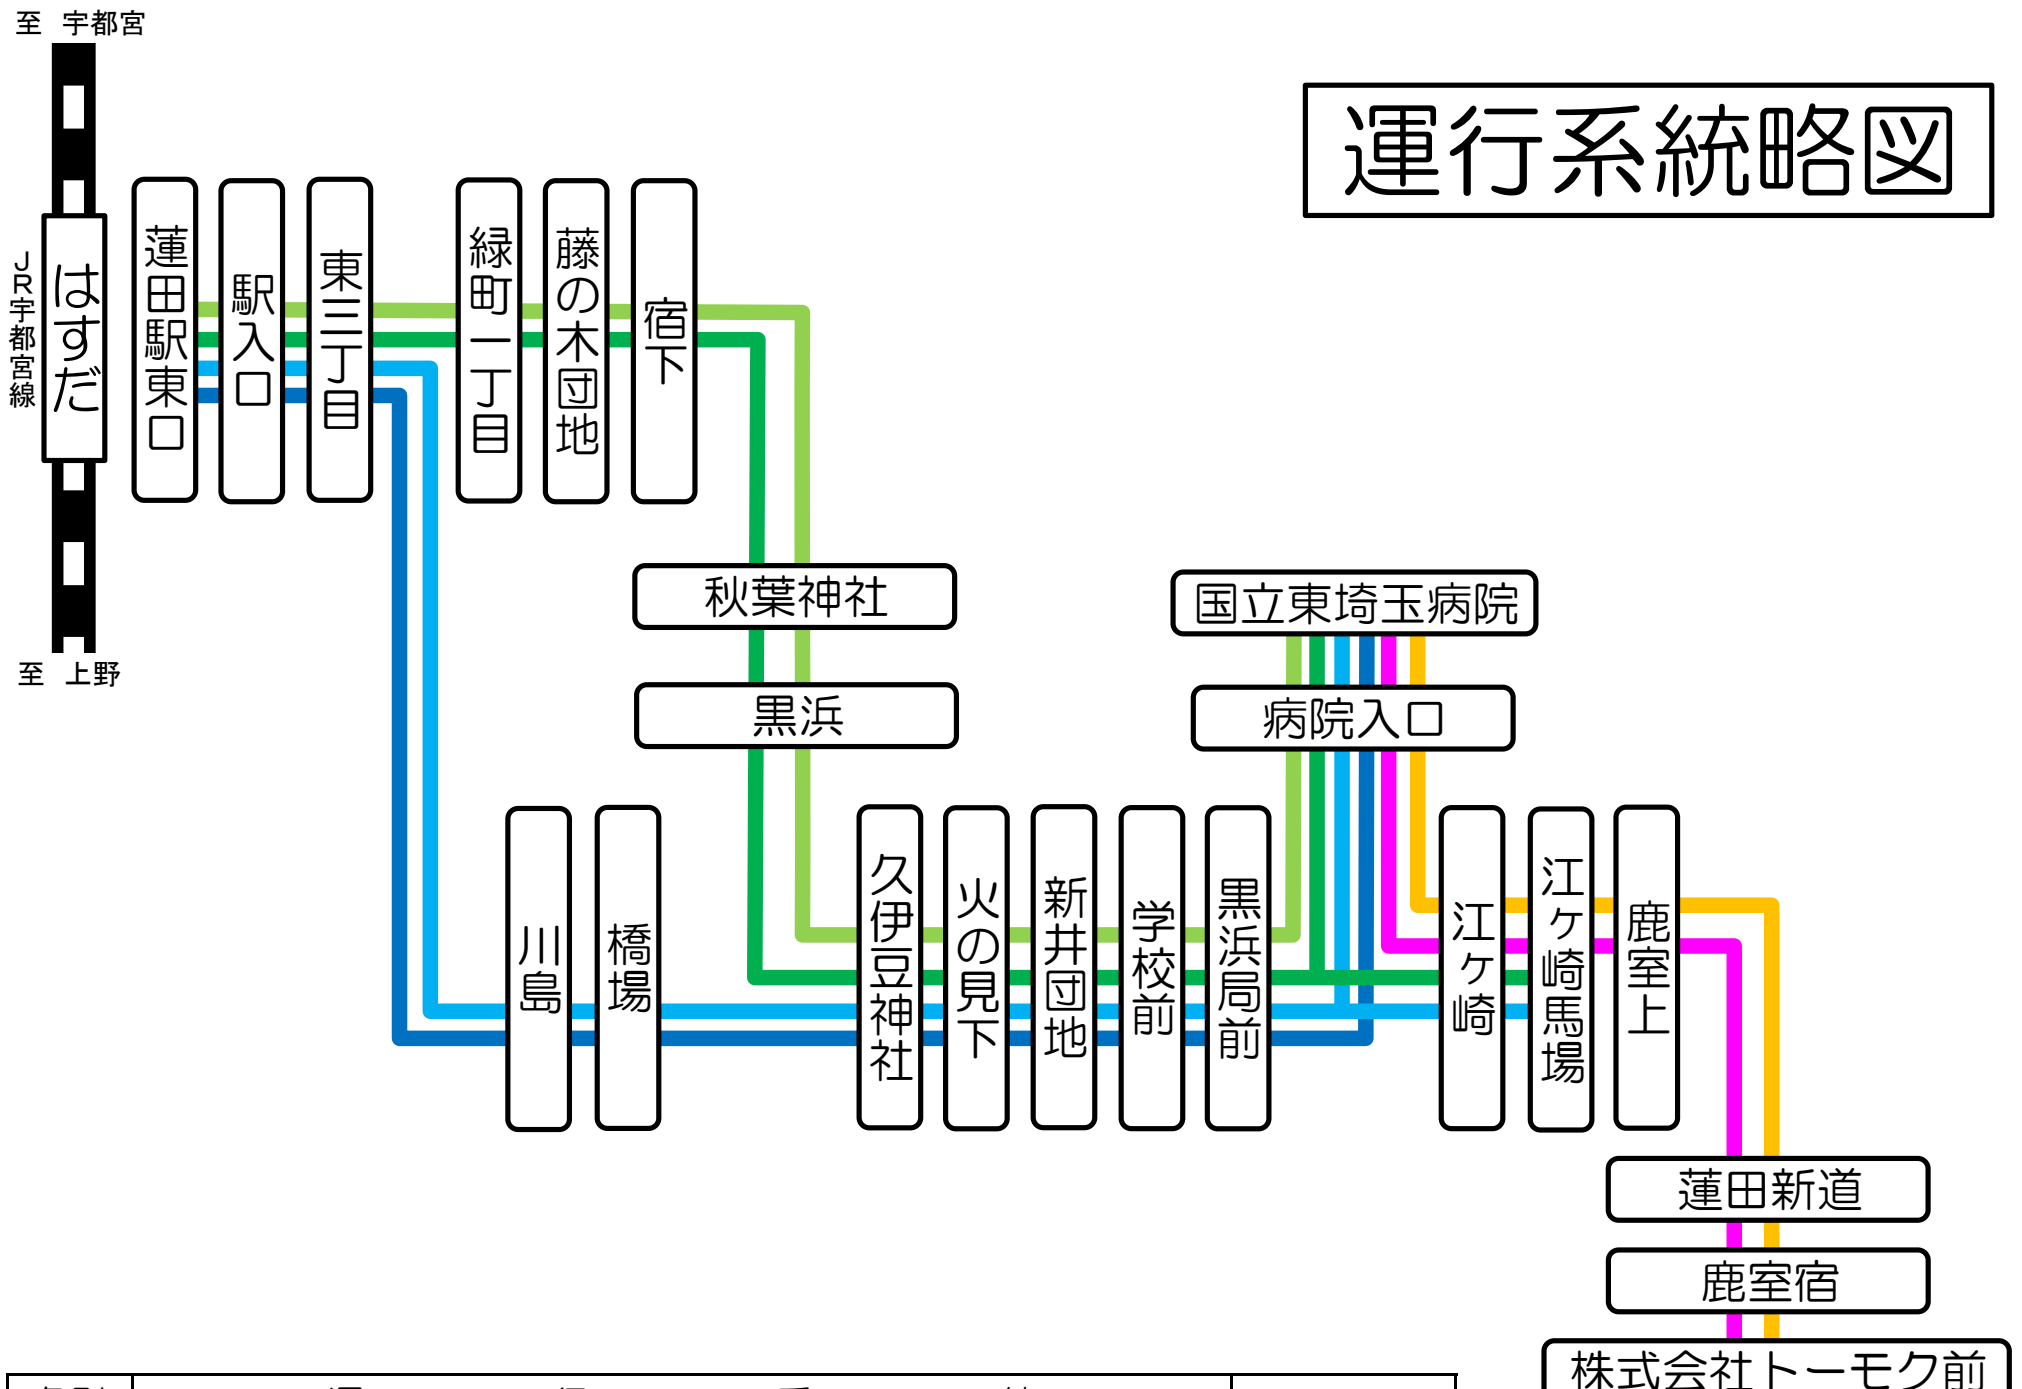 至 宇都宮
運行系統略図
JR宇都宮線
はすだ
至 上野
蓮田駅東口
駅入口
東三丁目
緑町一丁目
藤の木団地
宿下
秋葉神社
黒浜
国立東埼玉病院
病院入口
川島
橋場
久伊豆神社
火の見下
新井団地
学校前
黒浜局前
江ヶ崎
江ヶ崎馬場
鹿室上
蓮田新道
鹿室宿
株式会社トーモク前